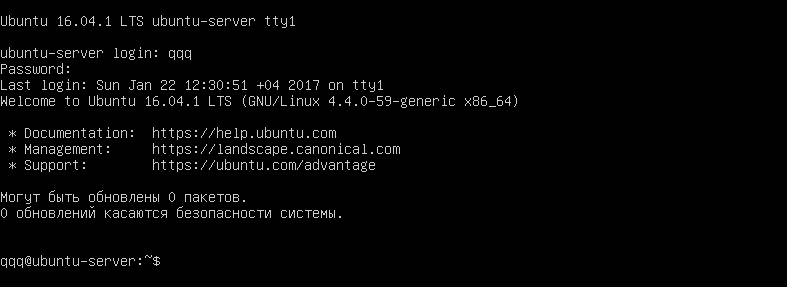 Ubuntu 16.04.1 LTS ubuntu-server tty1
ubuntu-server login: qqq
Password:
Last login: Sun Jan 22 12:30:51 +04 2017 on tty1
Welcome to Ubuntu 16.04.1 LTS (GNU/Linux 4.4.0-59-generic x86_64)
* Documentation:  https://help.ubuntu.com
* Management:     https://landscape.canonical.com
* Support:        https://ubuntu.com/advantage
Могут быть обновлены 0 пакетов.
0 обновлений касаются безопасности системы.
qqq@ubuntu-server:~$